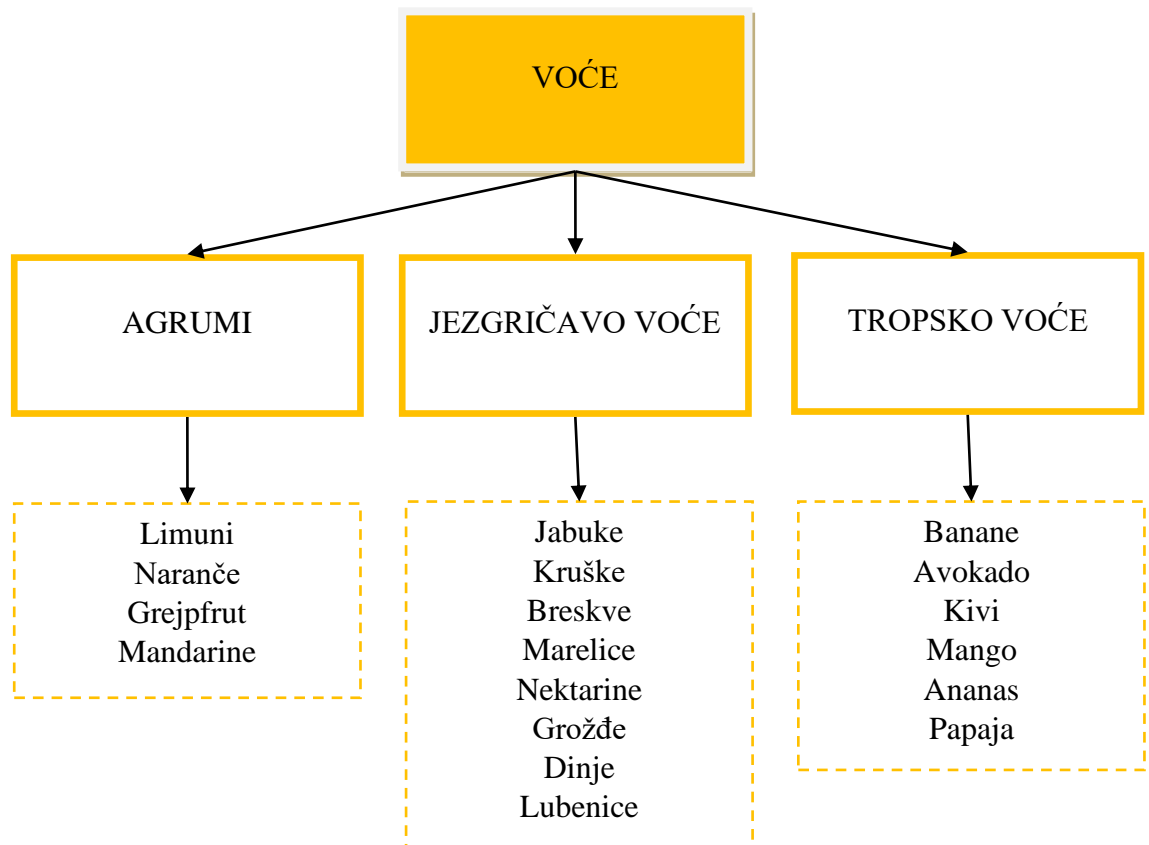 VOĆE
AGRUMI
JEZGRIČAVO VOĆE
TROPSKO VOĆE
Limuni
Naranče
Grejpfrut
Mandarine
Jabuke
Kruške
Breskve
Marelice
Nektarine
Grožđe
Dinje
Lubenice
Banane
Avokado
Kivi
Mango
Ananas
Papaja